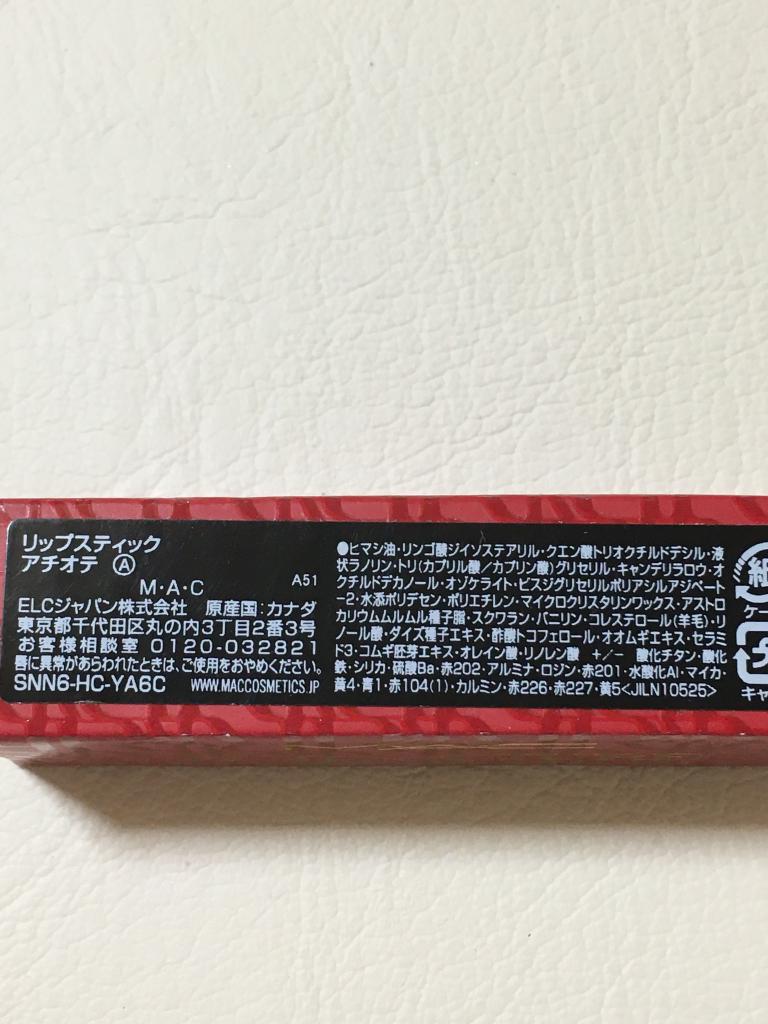 リップスティック
アチオテ Ⓐ
M・A・C A51
ELCジャパン株式会社 原産国:カナダ
東京都千代田区丸の内3丁目2番3号
お客様相談室 0120-032821
唇に異常があらわれたときは、ご使用をおやめください。
SNN6-HC-YA6C WWW.MACCOSMETICS.JP
●ヒマシ油・リンゴ酸ジイソステアリル・クエン酸トリオクチルドデシル・液
状ラノリン・トリ(カプリル酸/カプリン酸)グリセリル・キャンデリラロウ・オ
クチルドデカノール・オゾケライト・ビスジグリセリルポリアシルアジペート
-2・水添ポリデセン・ポリエチレン・マイクロクリスタリンワックス・アストロ
カリウムムルムル種子脂・スクワラン・バニリン・コレステロール(羊毛)・リ
ノール酸・ダイズ種子エキス・酢酸トコフェロール・オオムギエキス・セラミ
ド3・コムギ胚芽エキス・オレイン酸・リノレン酸 +/- 酸化チタン・酸化
鉄・シリカ・硫酸Ba・赤202・アルミナ・ロジン・赤201・水酸化Al・マイカ・
黄4・青1・赤104(1)・カルミン・赤226・赤227・黄5<JILN10525>
紙
ケー
キャ